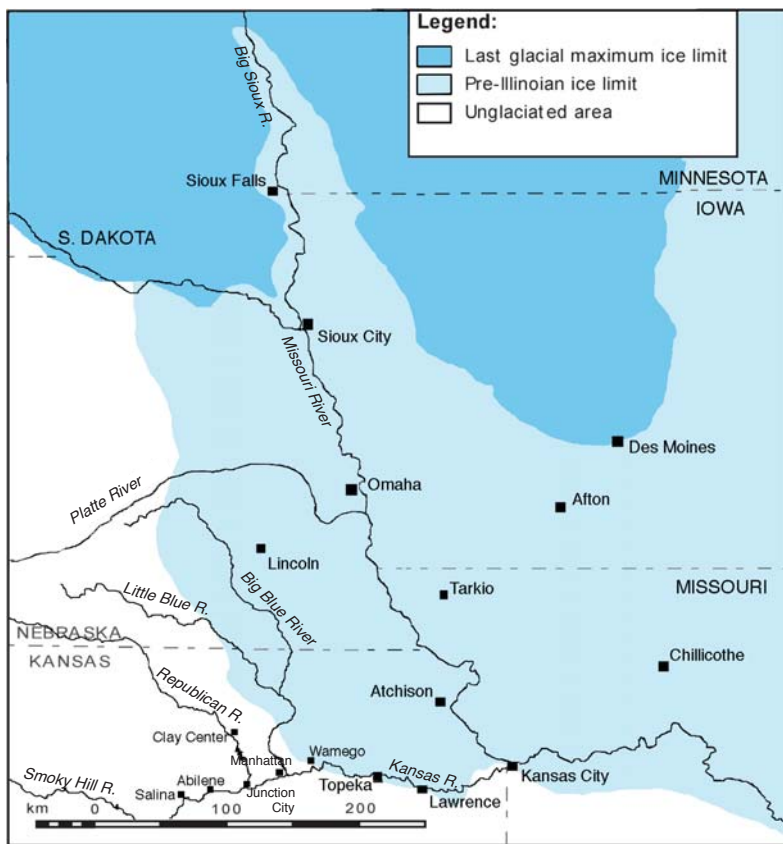 Legend:
Last glacial maximum ice limit
Pre-Illinoian ice limit
Unglaciated area
Big Sioux R.
Sioux Falls
MINNESOTA
IOWA
S. DAKOTA
Sioux City
Missouri River
Des Moines
Platte River
Omaha
Afton
Lincoln
Big Blue River
Little Blue R.
Tarkio
MISSOURI
NEBRASKA
KANSAS
Republican R.
Chillicothe
Atchison
Clay Center
Manhattan
Wamego
Kansas R.
Kansas City
Smoky Hill R.
Abilene
Topeka
Salina
Junction
City
Lawrence
km 0 100 200